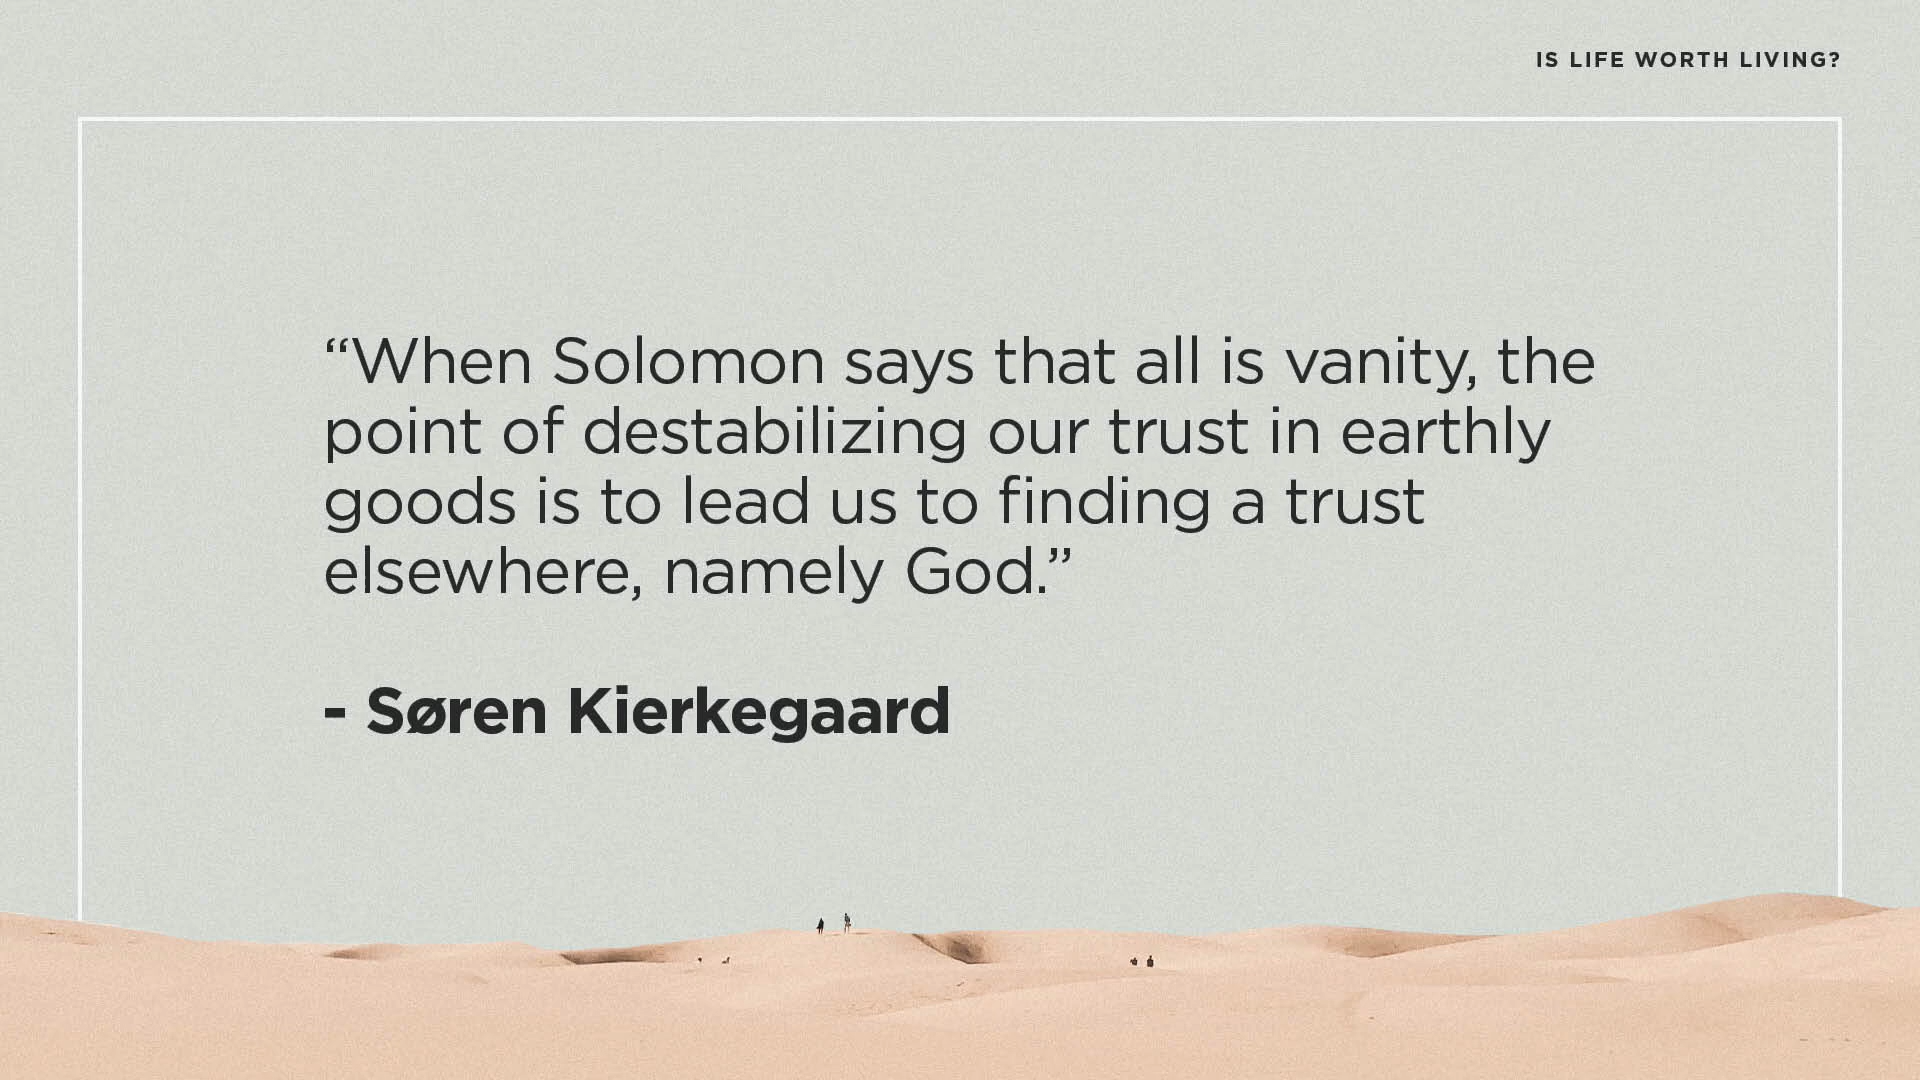 IS LIFE WORTH LIVING?
“When Solomon says that all is vanity, the
point of destabilizing our trust in earthly
goods is to lead us to finding a trust
elsewhere, namely God.”
- Søren Kierkegaard